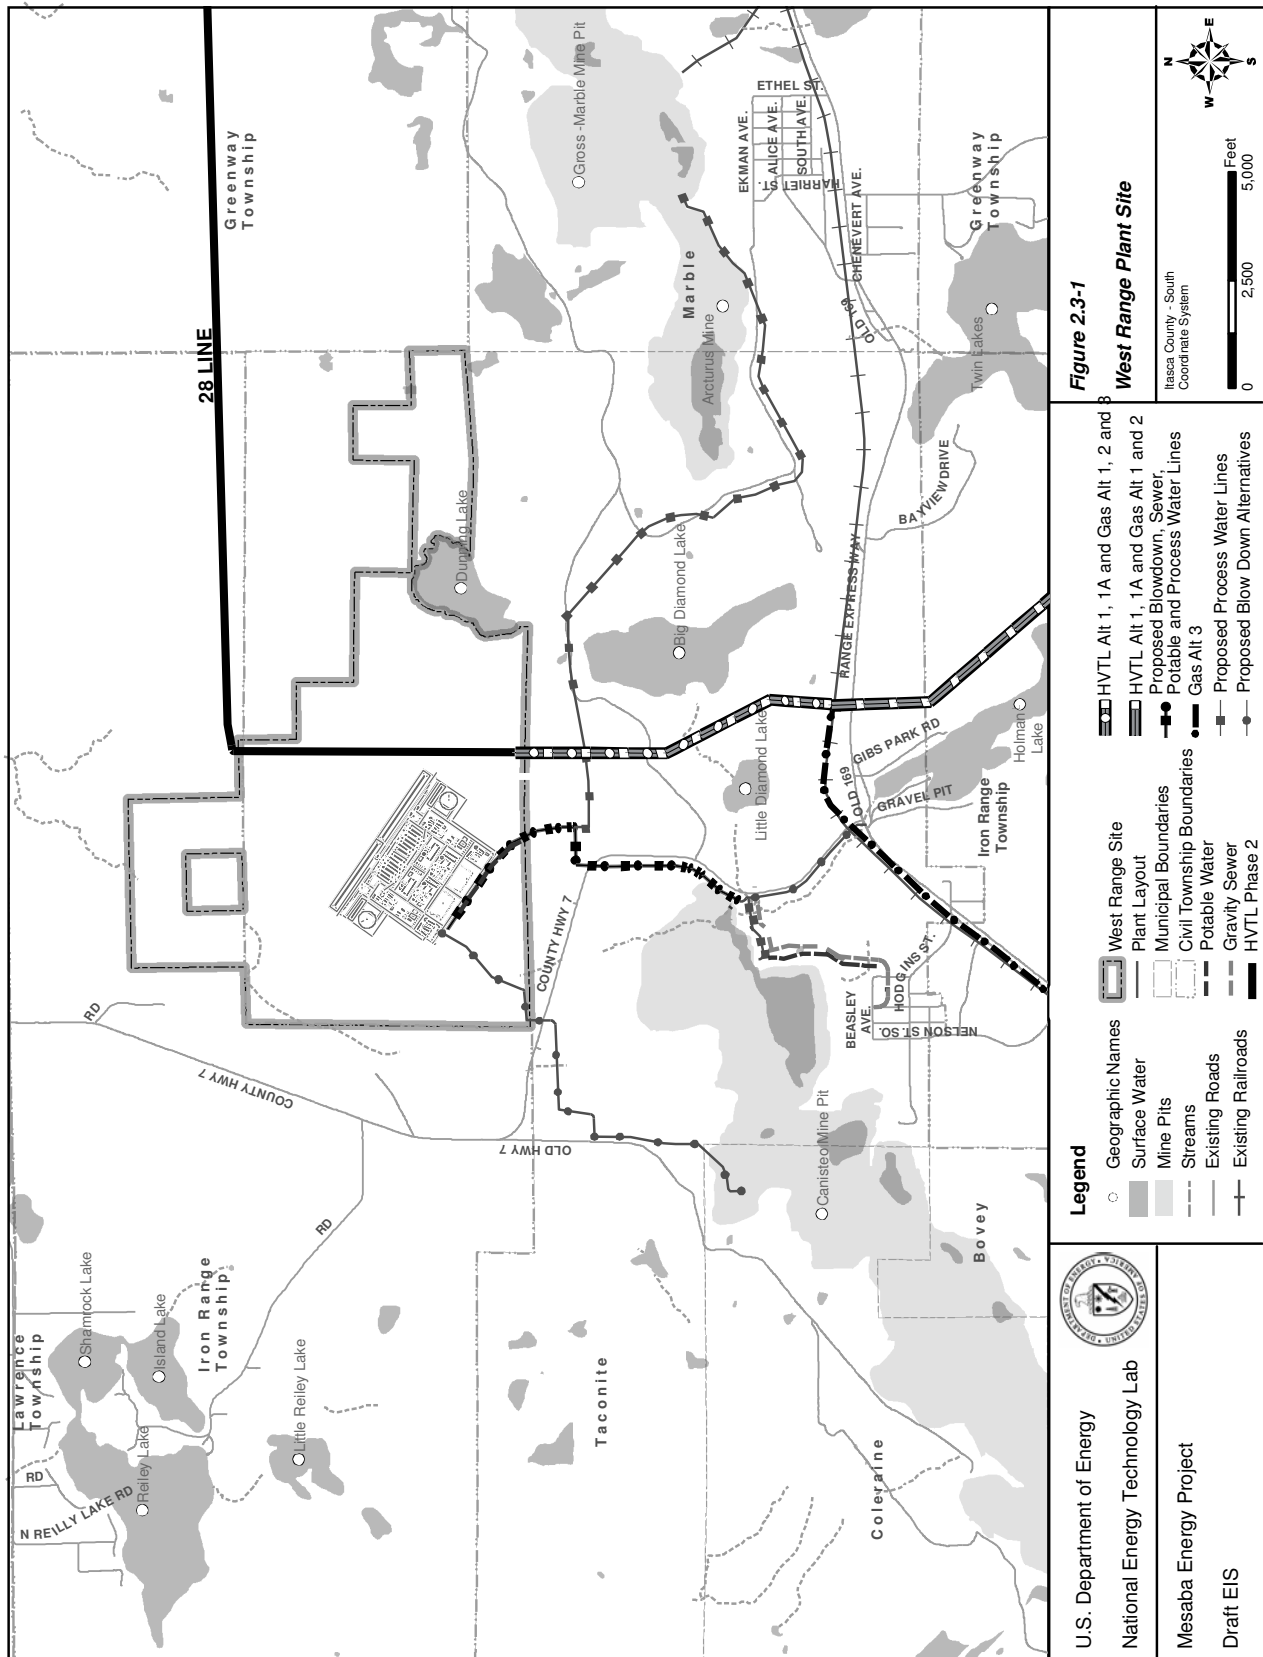 28 LINE
Greenway
Township
Gross-Marble Mine Pit
ETHEL ST.
EKMAN AVE.
ALICE AVE.
SOUTH AVE.
HARRIET ST.
CHENEVERT AVE.
Greenway
Township
Marble
Arcturus Mine
OLD 169
Twin Lakes
Dunning Lake
Big Diamond Lake
BAYVIEW DRIVE
RANGE EXPRESS WAY
Little Diamond Lake
GIBS PARK RD
OLD 169
GRAVEL PIT
Holman
Lake
Iron Range
Township
COUNTY HWY 7
HODGINS ST.
BEASLEY
AVE.
NELSON ST. SO.
RD
COUNTY HWY 7
OLD HWY 7
Canisteo Mine Pit
Bovey
RD
Lawrence
Township
Shamrock Lake
Island Lake
Iron Range
Township
Little Reiley Lake
Reiley Lake
RD
N REILLY LAKE RD
Taconite
Coleraine
U.S. Department of Energy
National Energy Technology Lab
DEPARTMENT OF ENERGY
UNITED STATES OF AMERICA
Mesaba Energy Project
Draft EIS
Legend
Geographic Names
Surface Water
Mine Pits
Streams
Existing Roads
Existing Railroads
West Range Site
Plant Layout
Municipal Boundaries
Civil Township Boundaries
Potable Water
Gravity Sewer
HVTL Phase 2
HVTL Alt 1, 1A and Gas Alt 1, 2 and 3
HVTL Alt 1, 1A and Gas Alt 1 and 2
Proposed Blowdown, Sewer,
Potable and Process Water Lines
Gas Alt 3
Proposed Process Water Lines
Proposed Blow Down Alternatives
Figure 2.3-1
West Range Plant Site
Itasca County - South
Coordinate System
N
E
S
W
0
2,500
5,000
Feet